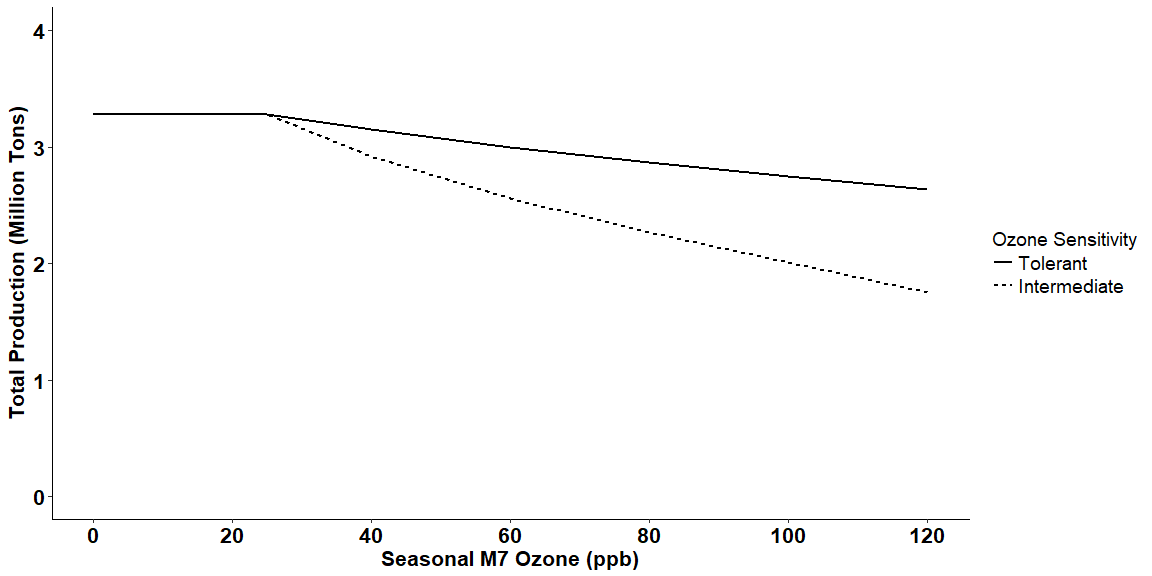 Total Production (Million Tons)
4
3
2
1
0
0 20 40 60 80 100 120
Seasonal M7 Ozone (ppb)
Ozone Sensitivity
Tolerant
Intermediate